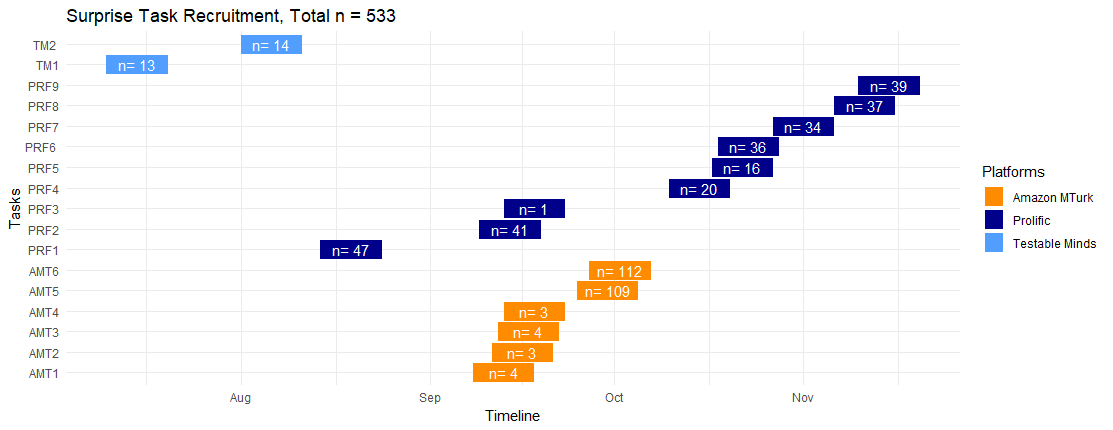 Surprise Task Recruitment, Total n = 533
TM2
n= 14
TM1
n= 13
PRF9
n= 39
PRF8
n= 37
PRF7
n= 34
PRF6
n= 36
PRF5
n= 16
PRF4
n= 20
PRF3
n= 1
PRF2
n= 41
PRF1
n= 47
AMT6
n= 112
AMT5
n= 109
AMT4
n= 3
AMT3
n= 4
AMT2
n= 3
AMT1
n= 4
Tasks
Aug
Sep
Oct
Nov
Timeline
Platforms
Amazon MTurk
Prolific
Testable Minds